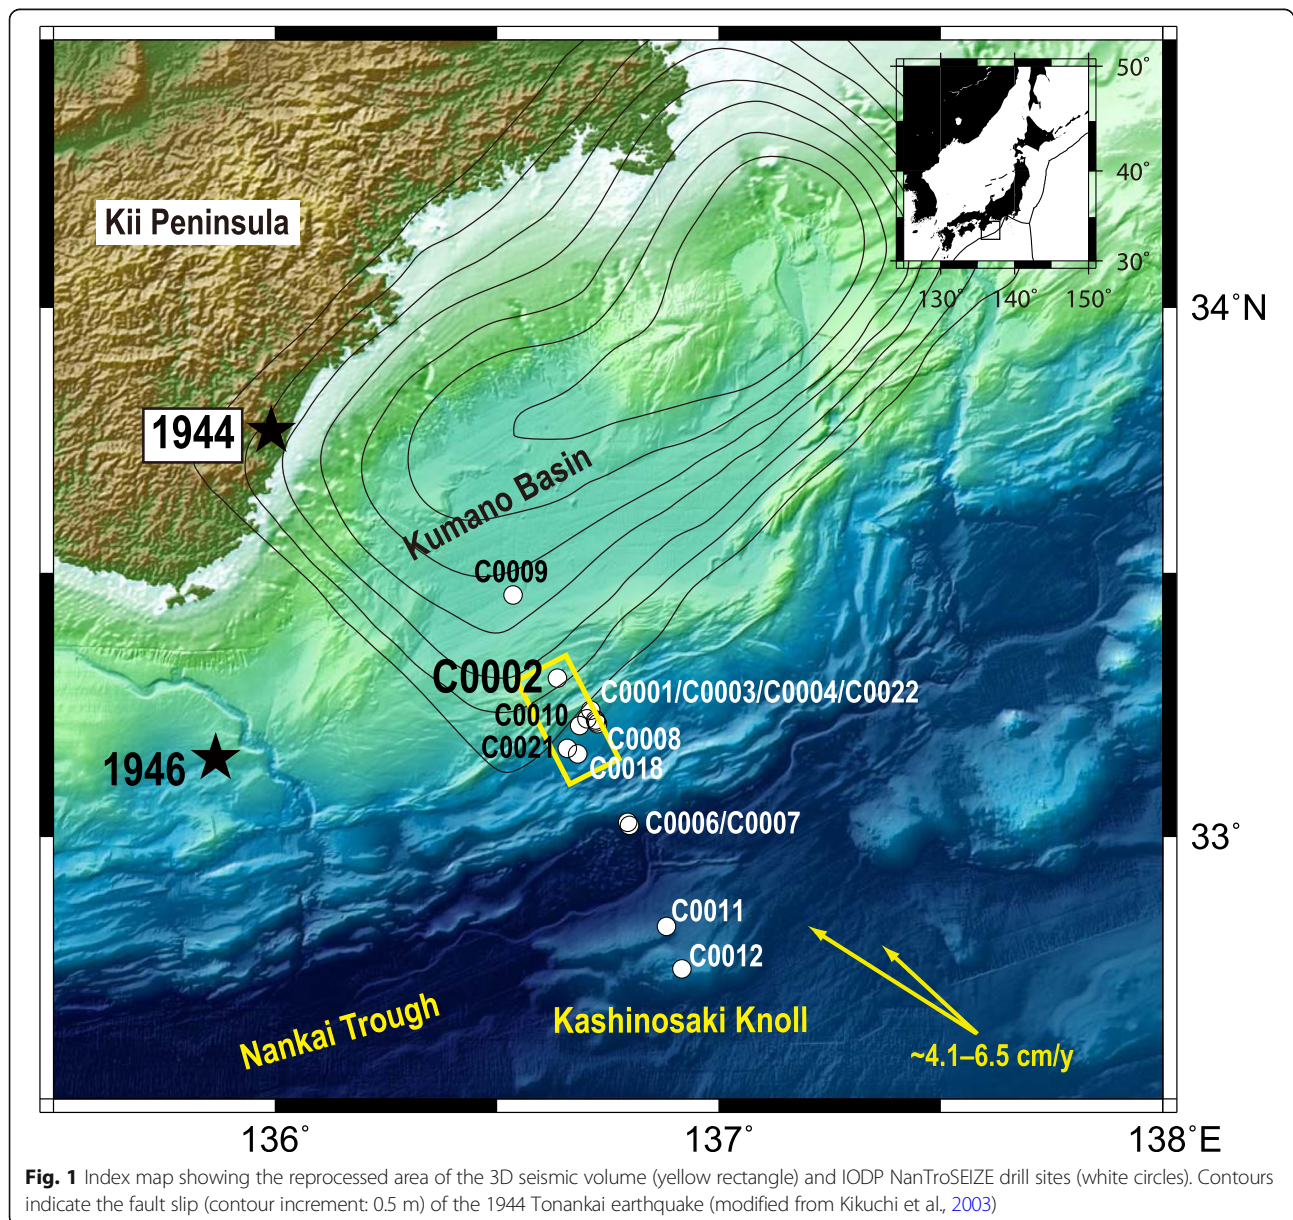 50˚
40˚
30˚
130˚ 140˚ 150˚
Kii Peninsula
34˚N
1944
Kumano Basin
C0009
C0002
C0001/C0003/C0004/C0022
C0010
C0008
C0021
C0018
1946
C0006/C0007
33˚
C0011
C0012
Nankai Trough
Kashinosaki Knoll
~4.1–6.5 cm/y
136˚ 137˚ 138˚E
Fig. 1 Index map showing the reprocessed area of the 3D seismic volume (yellow rectangle) and IODP NanTroSEIZE drill sites (white circles). Contours
indicate the fault slip (contour increment: 0.5 m) of the 1944 Tonankai earthquake (modified from Kikuchi et al., 2003)